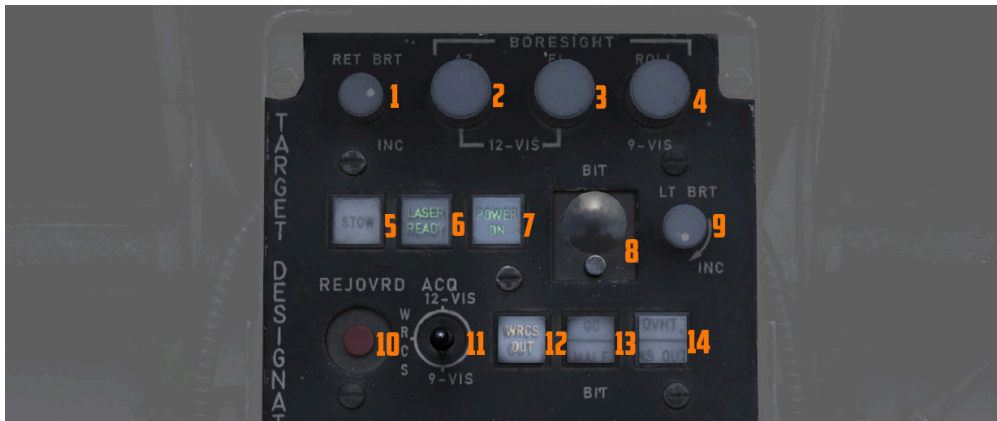 BORESIGHT
RET BRT AZ EL ROLL
1 2 3 4
INC 12-VIS 9-VIS
BIT
LT BRT
STOW 5 LASER READY 6 POWER ON 7 8 9
INC
REJOVRD ACQ
12-VIS
WRCS
10 11 WRCS OUT 12 GO 13 OVHT 14
9-VIS
BIT
TARGET DESIGNAT